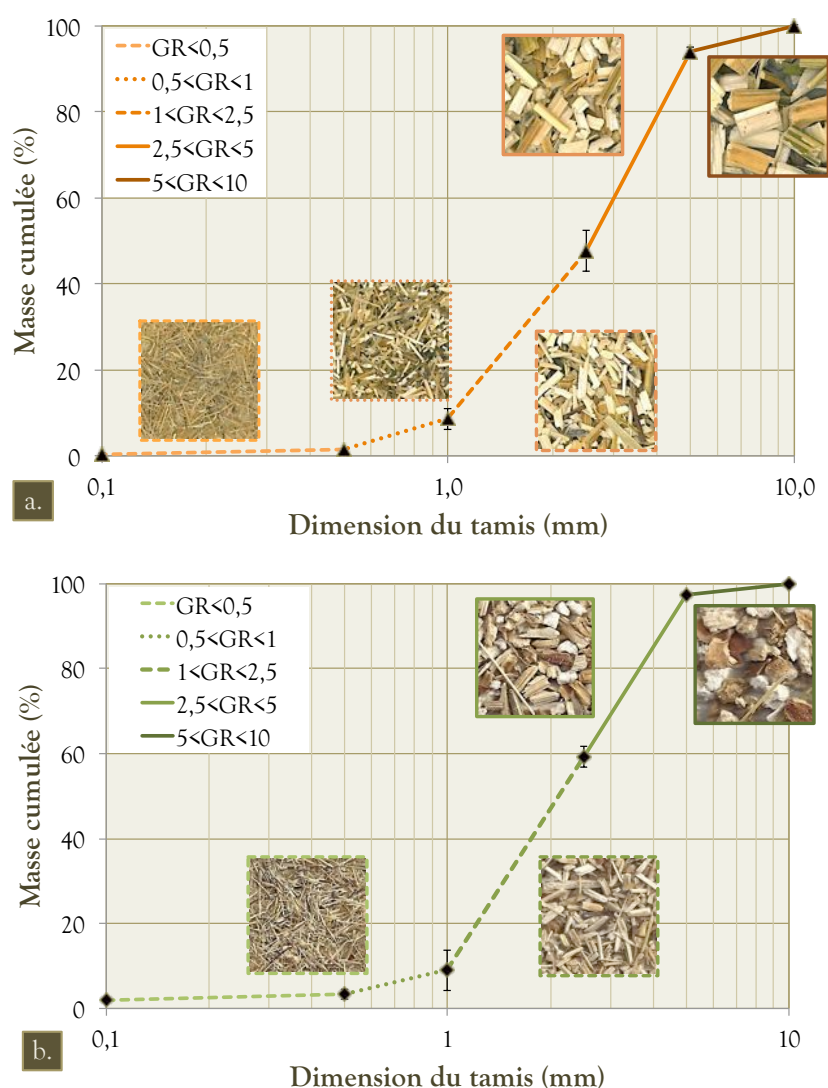 100
80
60
40
20
0
Masse cumulée (%)
GR<0,5
0,5<GR<1
1<GR<2,5
2,5<GR<5
5<GR<10
0,1
1,0
10,0
Dimension du tamis (mm)
a.
100
80
60
40
20
0
Masse cumulée (%)
GR<0,5
0,5<GR<1
1<GR<2,5
2,5<GR<5
5<GR<10
0,1
1
10
Dimension du tamis (mm)
b.